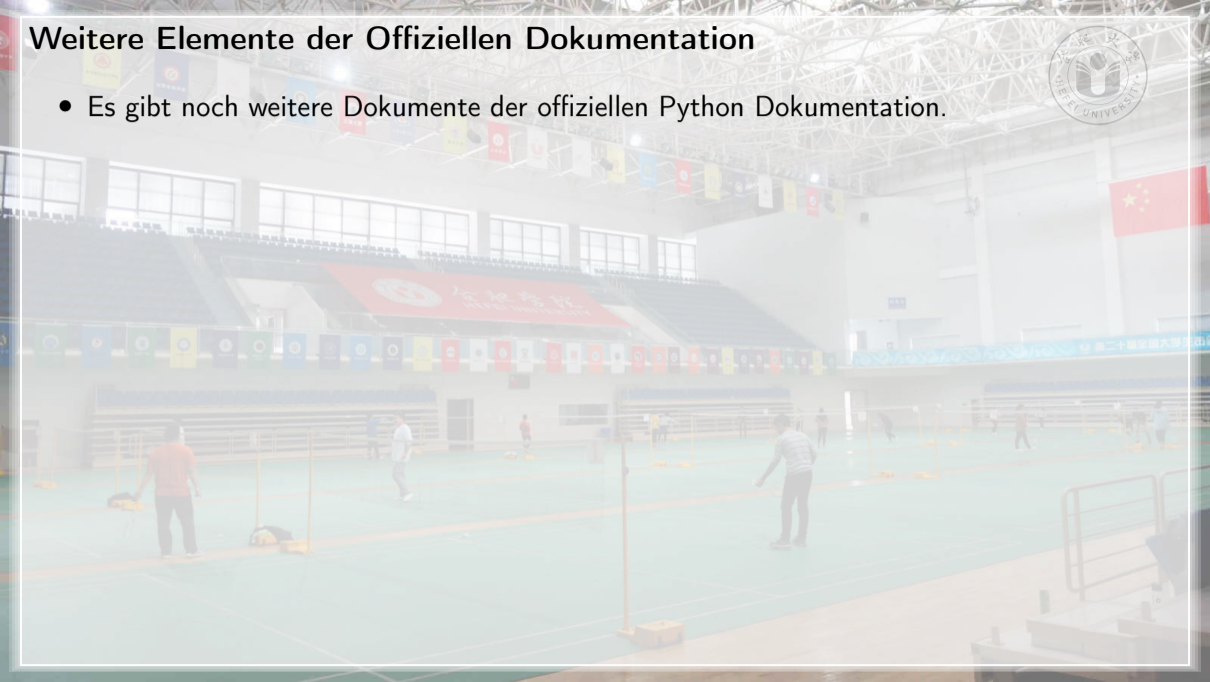 Weitere Elemente der Offiziellen Dokumentation
• Es gibt noch weitere Dokumente der offiziellen Python Dokumentation.